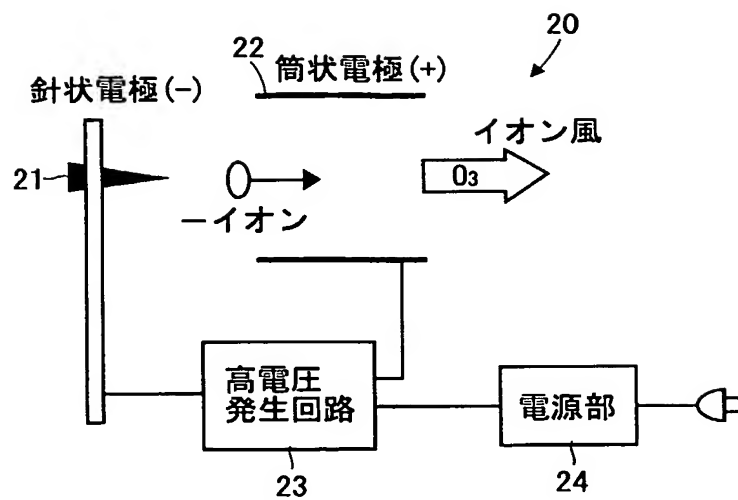 20
22
筒状電極(+)
針状電極(-)
イオン風
21
O₃
−イオン
高電圧
発生回路
電源部
23
24